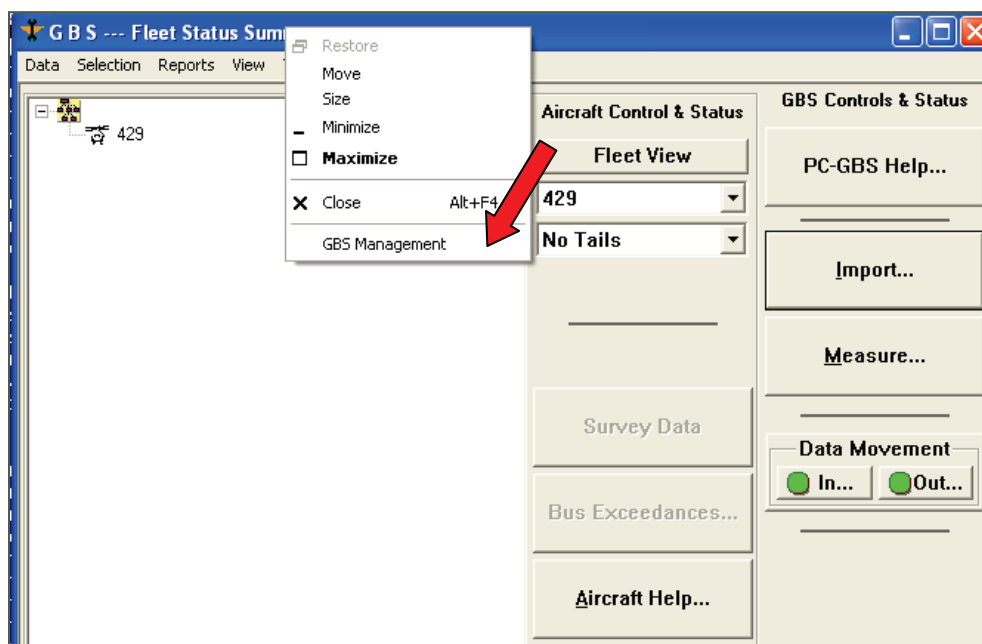 G B S --- Fleet Status Sum
Data Selection Reports View
Restore
Move
Size
Minimize
Maximize
Close Alt+F4
GBS Management
429
Aircraft Control & Status
Fleet View
429
No Tails
Survey Data
Bus Exceedances...
Aircraft Help...
GBS Controls & Status
PC-GBS Help...
Import...
Measure...
Data Movement
In... Out...